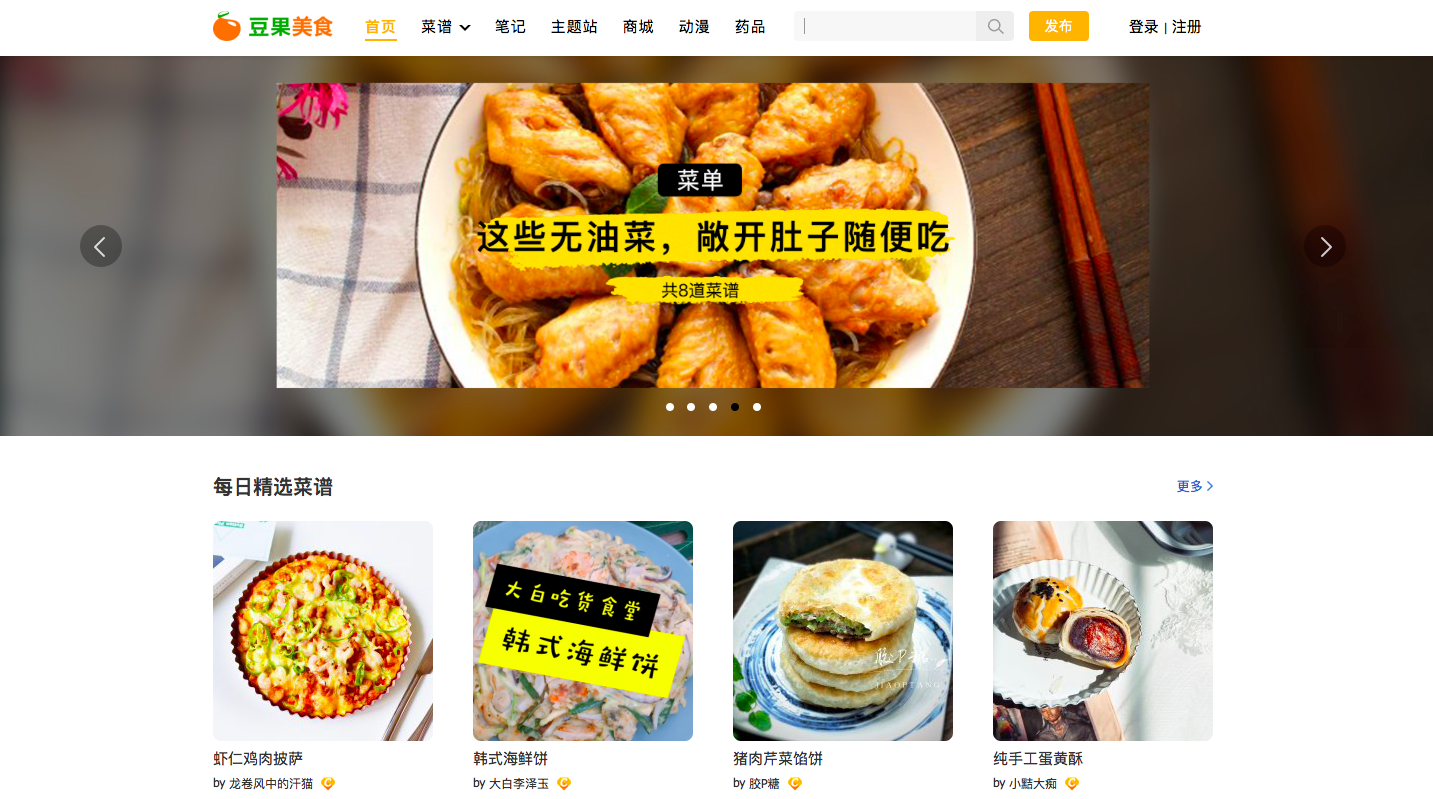 豆果美食 首页 菜谱 笔记 主题站 商城 动漫 药品 发布 登录 | 注册
菜单
这些无油菜，敞开肚子随便吃
共8道菜谱
每日精选菜谱 更多
大白吃货食堂
韩式海鲜饼
胶P糖
JIAOPTANG
虾仁鸡肉披萨 韩式海鲜饼 猪肉芹菜馅饼 纯手工蛋黄酥
by 龙卷风中的汗猫 by 大白李泽玉 by 胶P糖 by 小黠大痴